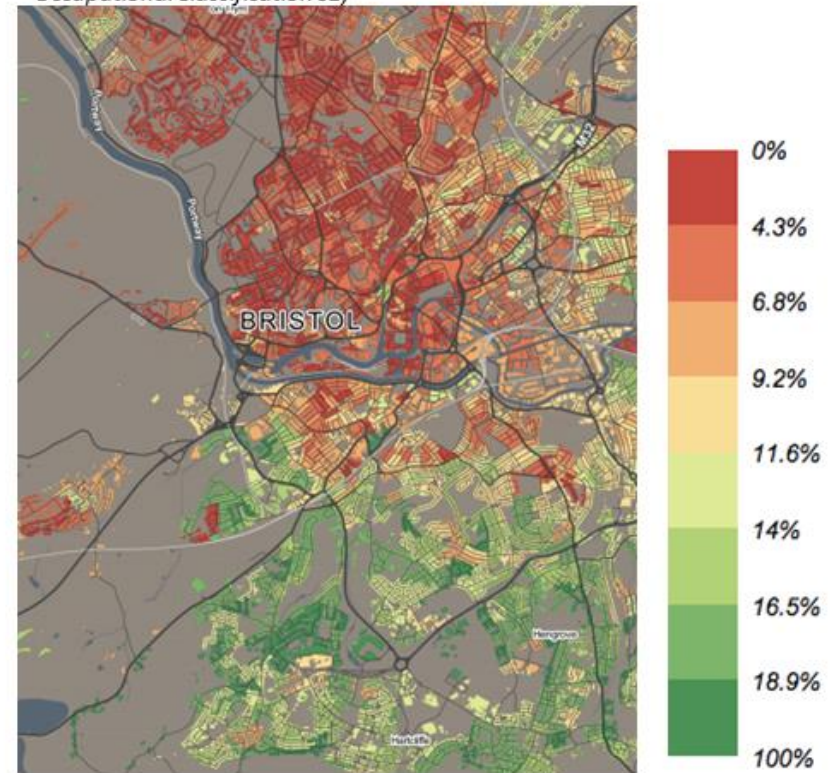 Portway
M32
Portway
BRISTOL
Hengrove
Hartcliffe
0%
4.3%
6.8%
9.2%
11.6%
14%
16.5%
18.9%
100%